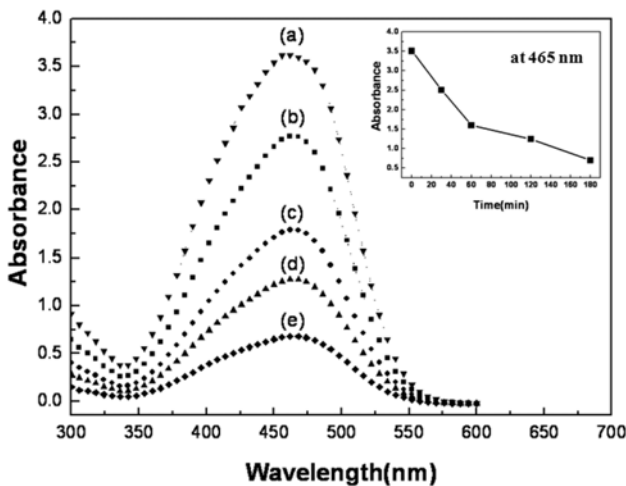 4.0
3.5
3.0
2.5
2.0
1.5
1.0
0.5
0.0
Absorbance
(a)
(b)
(c)
(d)
(e)
300 350 400 450 500 550 600 650 700
Wavelength(nm)
4.0
3.5
3.0
2.5
2.0
1.5
1.0
0.5
Absorbance
at 465 nm
0 20 40 60 80 100 120 140 160 180
Time(min)